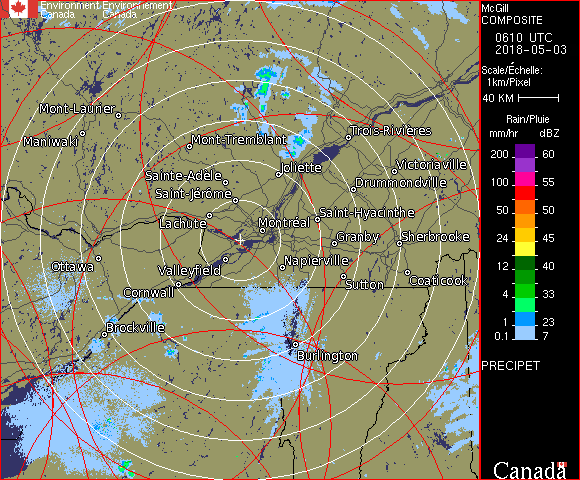 Environment Environnement
Canada Canada
McGill
COMPOSITE
0610 UTC
2018-05-03
Scale/Échelle:
1km/Pixel
40 KM
Rain/Pluie
mm/hr dBZ
200 60
100 55
50 50
24 45
12 40
4 33
1 23
0.1 7
PRECIPET
Canada
Mont-Laurier
Maniwaki
Mont-Tremblant
Trois-Rivières
Joliette
Victoriaville
Sainte-Adèle
Drummondville
Saint-Jérôme
Saint-Hyacinthe
Lachute
Montréal
Granby
Sherbrooke
Ottawa
Valleyfield
Napierville
Cornwall
Sutton
Coaticook
Brockville
Burlington